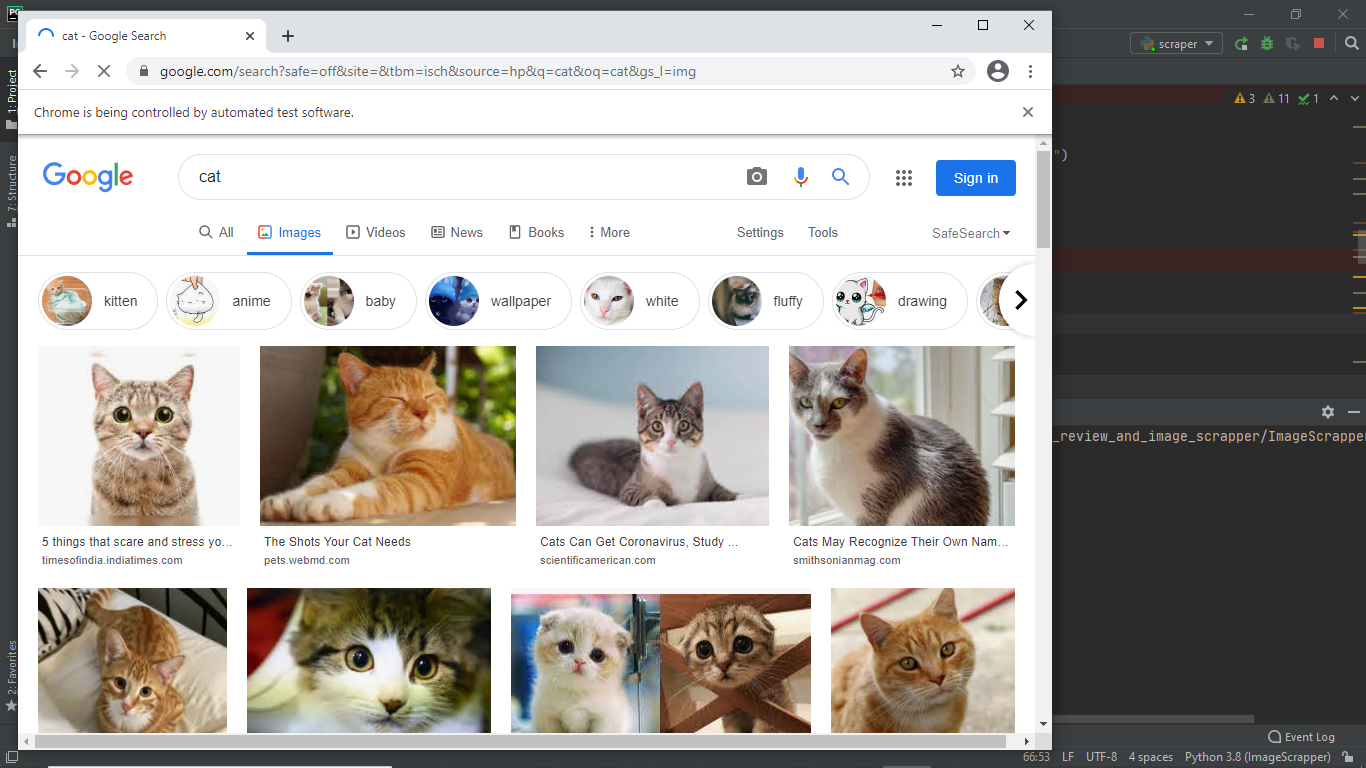 PC
cat - Google Search
google.com/search?safe=off&site=&tbm=isch&source=hp&q=cat&oq=cat&gs_l=img
scraper
Chrome is being controlled by automated test software.
3 11 1
1: Project
Google
cat
Sign in
")
7: Structure
All Images Videos News Books More Settings Tools SafeSearch
kitten anime baby wallpaper white fluffy drawing
5 things that scare and stress yo...
timesofindia.indiatimes.com
The Shots Your Cat Needs
pets.webmd.com
Cats Can Get Coronavirus, Study ...
scientificamerican.com
Cats May Recognize Their Own Nam...
smithsonianmag.com
_review_and_image_scrapper/ImageScrapper
2: Favorites
Event Log
66:53 LF UTF-8 4 spaces Python 3.8 (ImageScrapper)